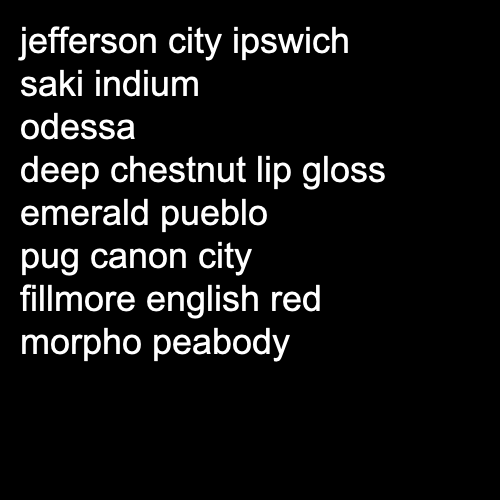 jefferson city ipswich
saki indium
odessa
deep chestnut lip gloss
emerald pueblo
pug canon city
fillmore english red
morpho peabody